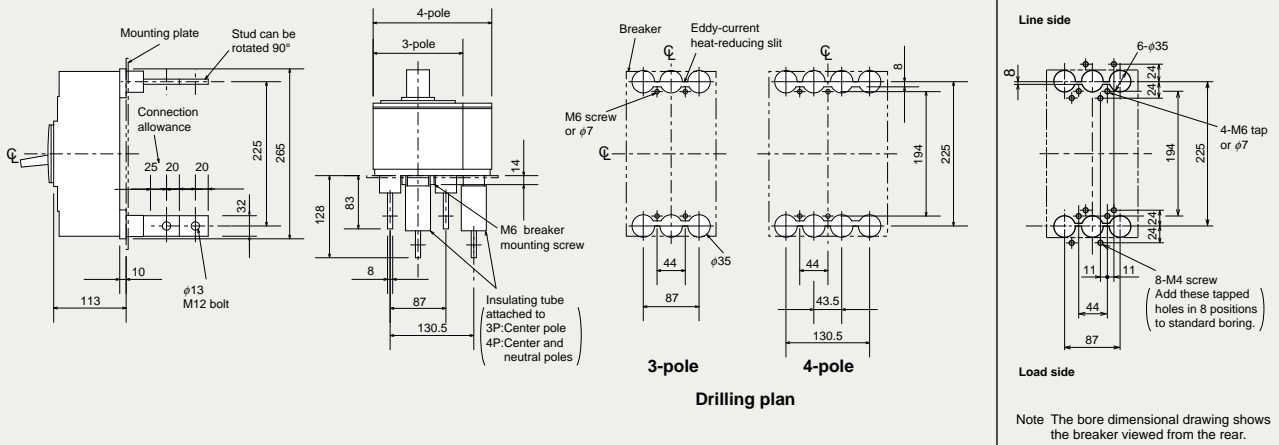 Mounting plate
Stud can be
rotated 90°
Connection
allowance
25 20 20
225
265
32
10
113
φ13
M12 bolt
℄
4-pole
3-pole
14
128
83
8
87
130.5
M6 breaker
mounting screw
Insulating tube
attached to
3P:Center pole
4P:Center and
neutral poles
Breaker
Eddy-current
heat-reducing slit
℄
M6 screw
or φ7
℄
8
194
225
φ35
44
87
3-pole
℄
8
194
225
44
43.5
130.5
4-pole
Drilling plan
Line side
6-φ35
8
24
24
4-M6 tap
or φ7
194
225
24
24
11 11
44
87
8-M4 screw
Add these tapped
holes in 8 positions
to standard boring.
Load side
Note The bore dimensional drawing shows
the breaker viewed from the rear.